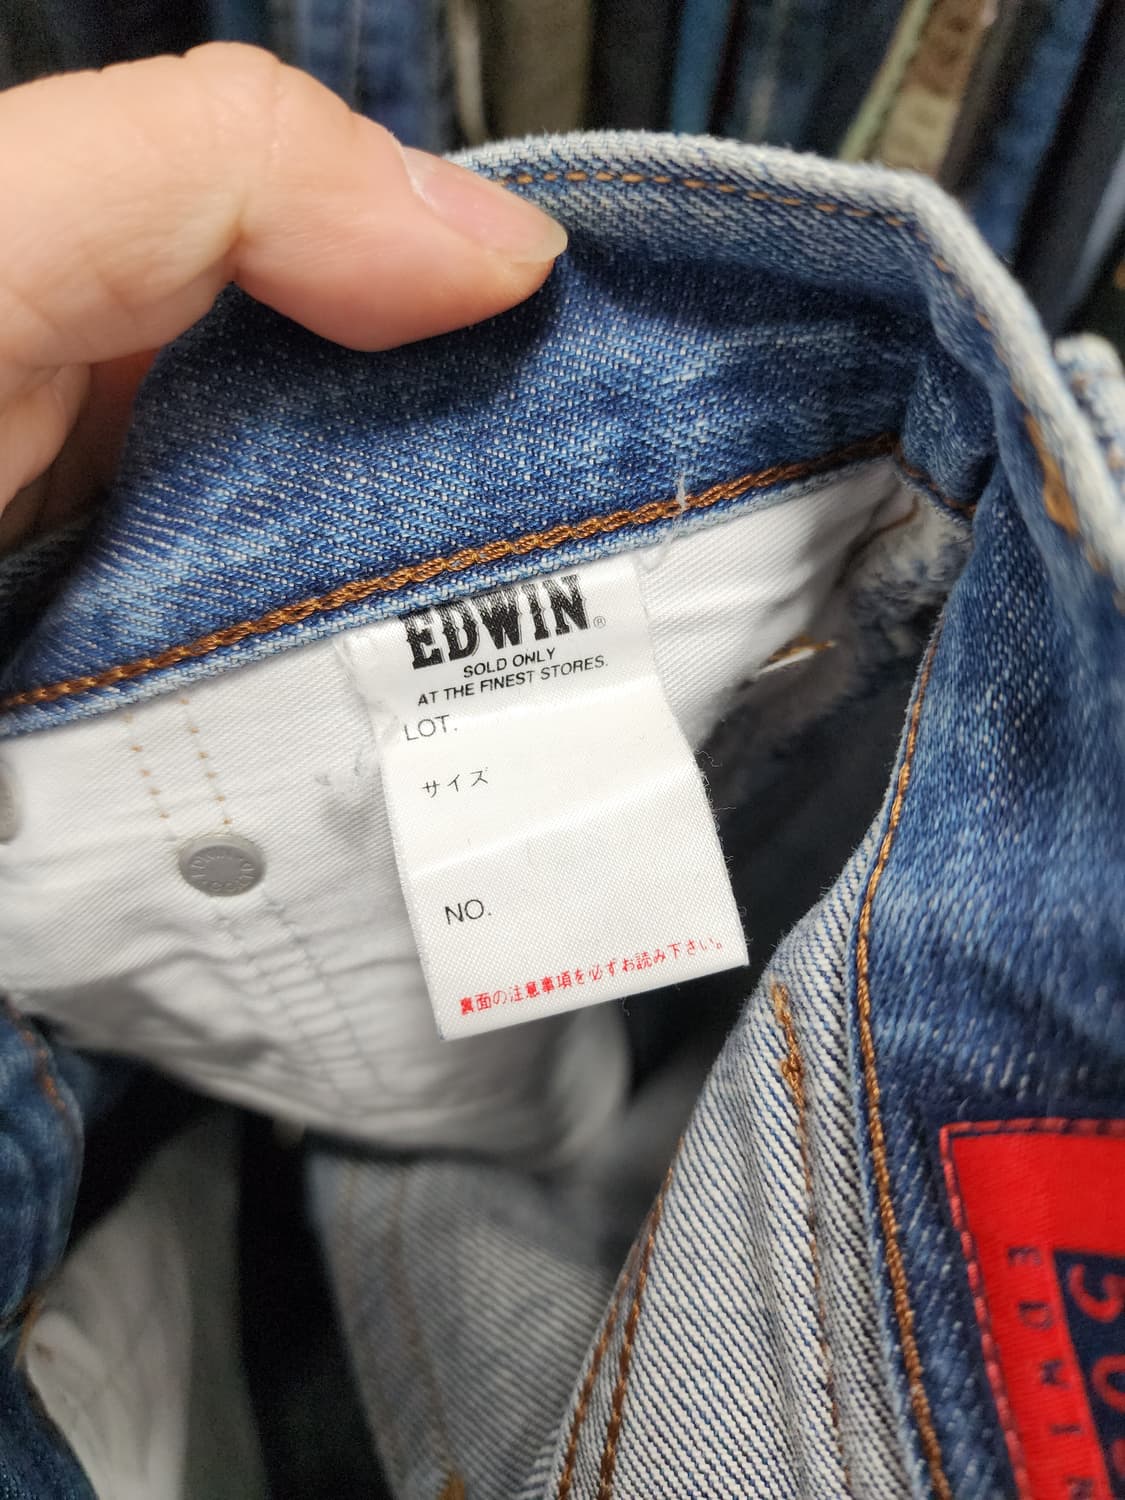 EDWIN®
SOLD ONLY
AT THE FINEST STORES.
LOT.
サイズ
NO.
裏面の注意事項を必ずお読み下さい。
EDWIN